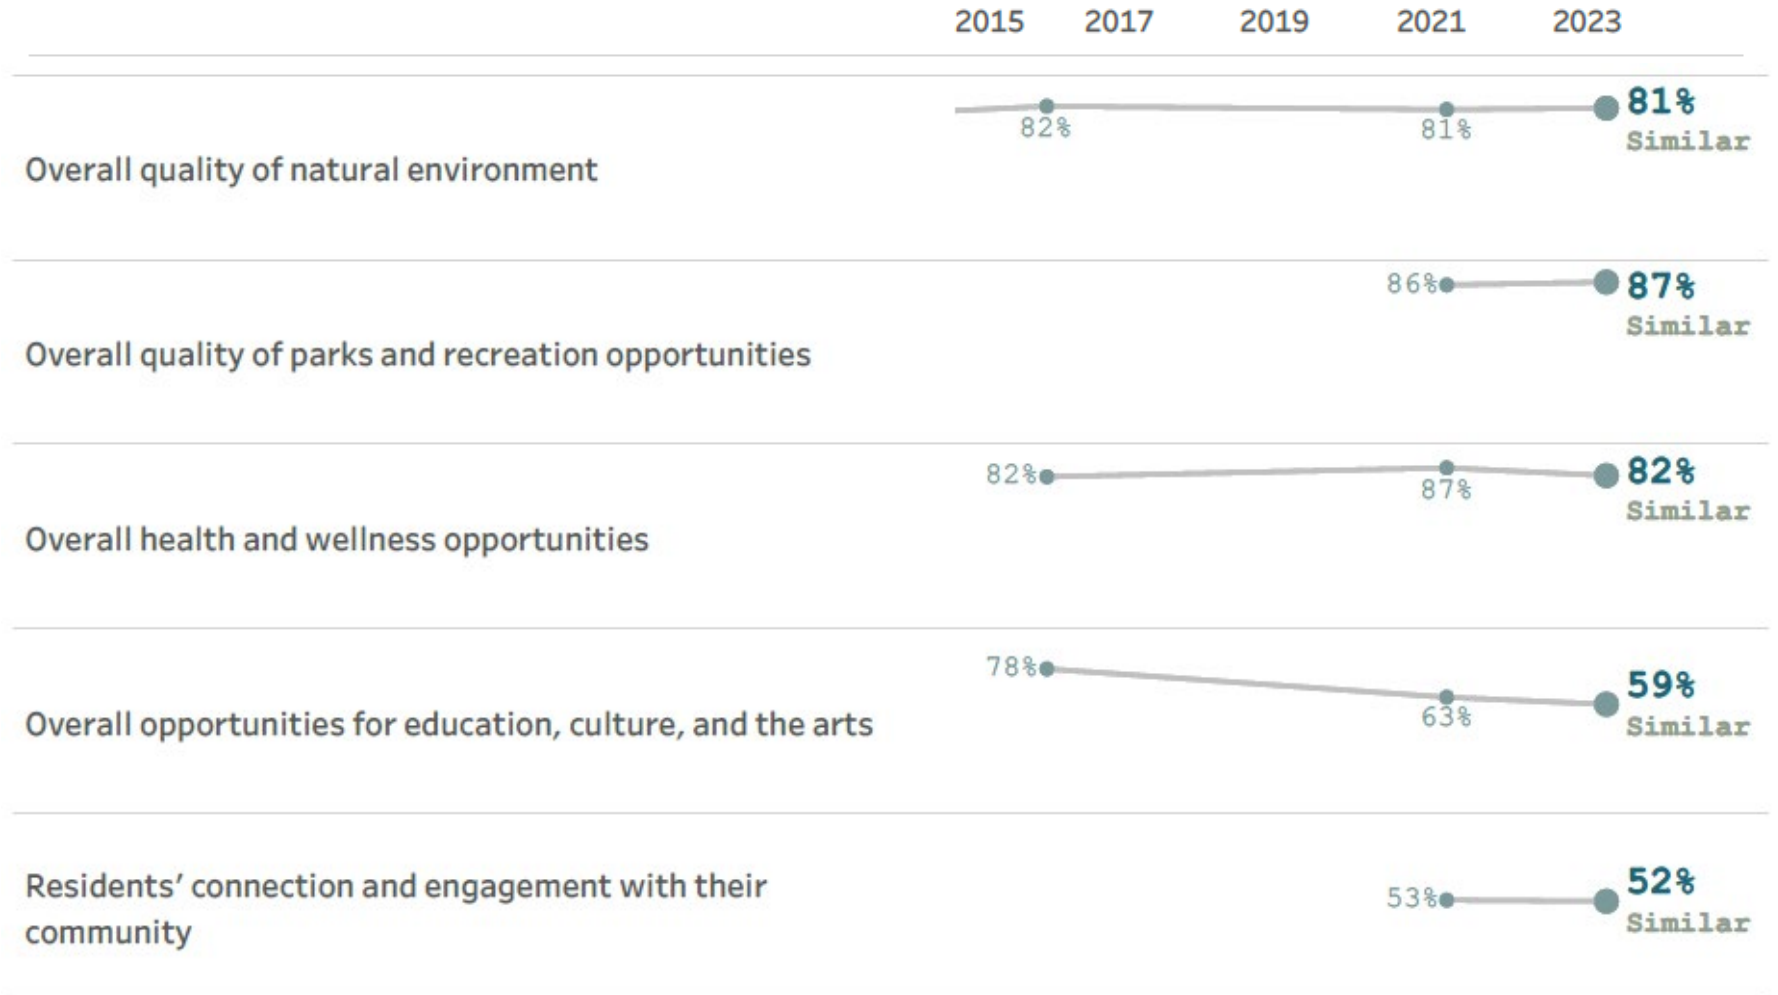 2015 2017 2019 2021 2023
82% 81% 81%
Similar
Overall quality of natural environment
86% 87%
Similar
Overall quality of parks and recreation opportunities
82% 87% 82%
Similar
Overall health and wellness opportunities
78% 63% 59%
Similar
Overall opportunities for education, culture, and the arts
Residents’ connection and engagement with their
community
53% 52%
Similar